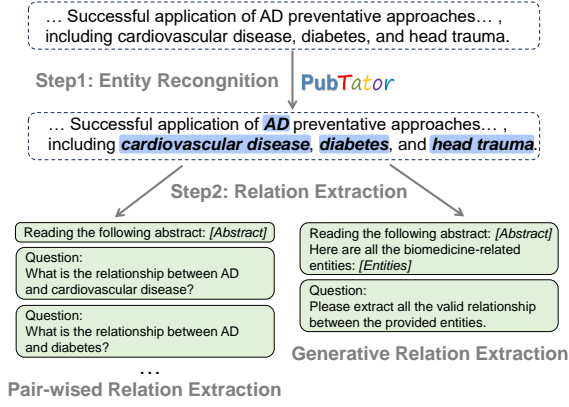 … Successful application of AD preventative approaches… ,
including cardiovascular disease, diabetes, and head trauma.
Step1: Entity Recongnition
PubTator
… Successful application of AD preventative approaches… ,
including cardiovascular disease, diabetes, and head trauma.
Step2: Relation Extraction
Reading the following abstract: [Abstract]
Question:
What is the relationship between AD
and cardiovascular disease?
Question:
What is the relationship between AD
and diabetes?
…
Pair-wised Relation Extraction
Reading the following abstract: [Abstract]
Here are all the biomedicine-related
entities: [Entities]
Question:
Please extract all the valid relationship
between the provided entities.
Generative Relation Extraction